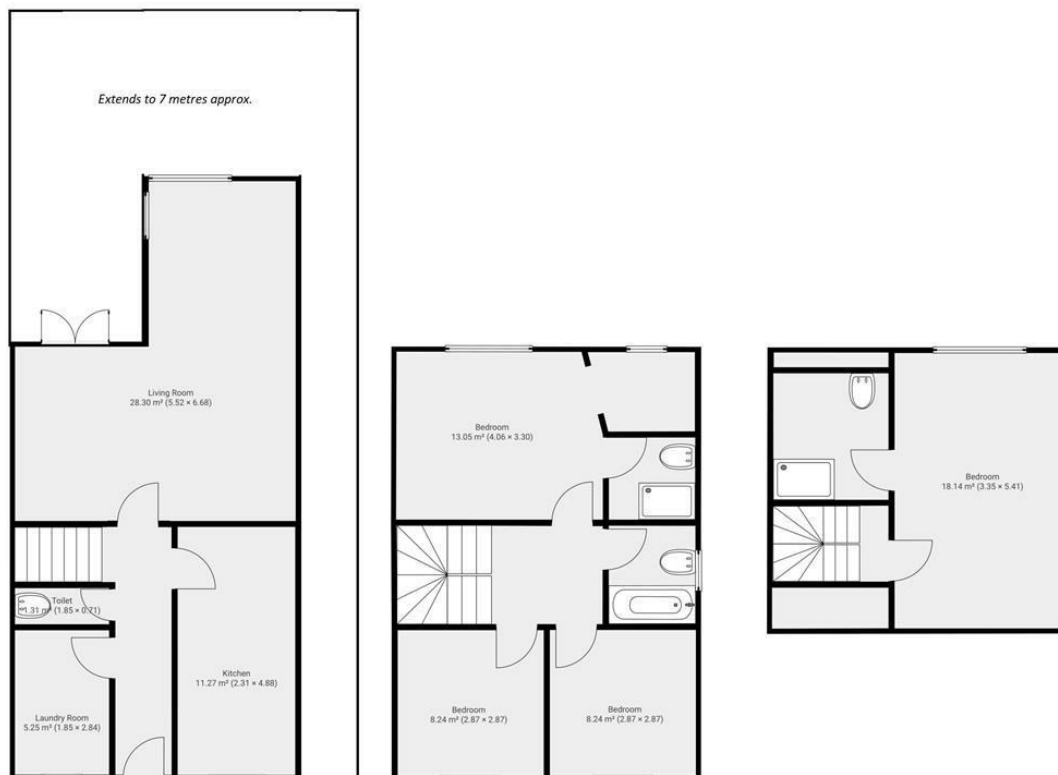 Extends to 7 metres approx.
Living Room
28.30 m² (5.52 × 6.68)
Toilet
1.31 m² (1.85 × 0.71)
Laundry Room
5.25 m² (1.85 × 2.84)
Kitchen
11.27 m² (2.31 × 4.88)
Bedroom
13.05 m² (4.06 × 3.30)
Bedroom
8.24 m² (2.87 × 2.87)
Bedroom
8.24 m² (2.87 × 2.87)
Bedroom
18.14 m² (3.35 × 5.41)